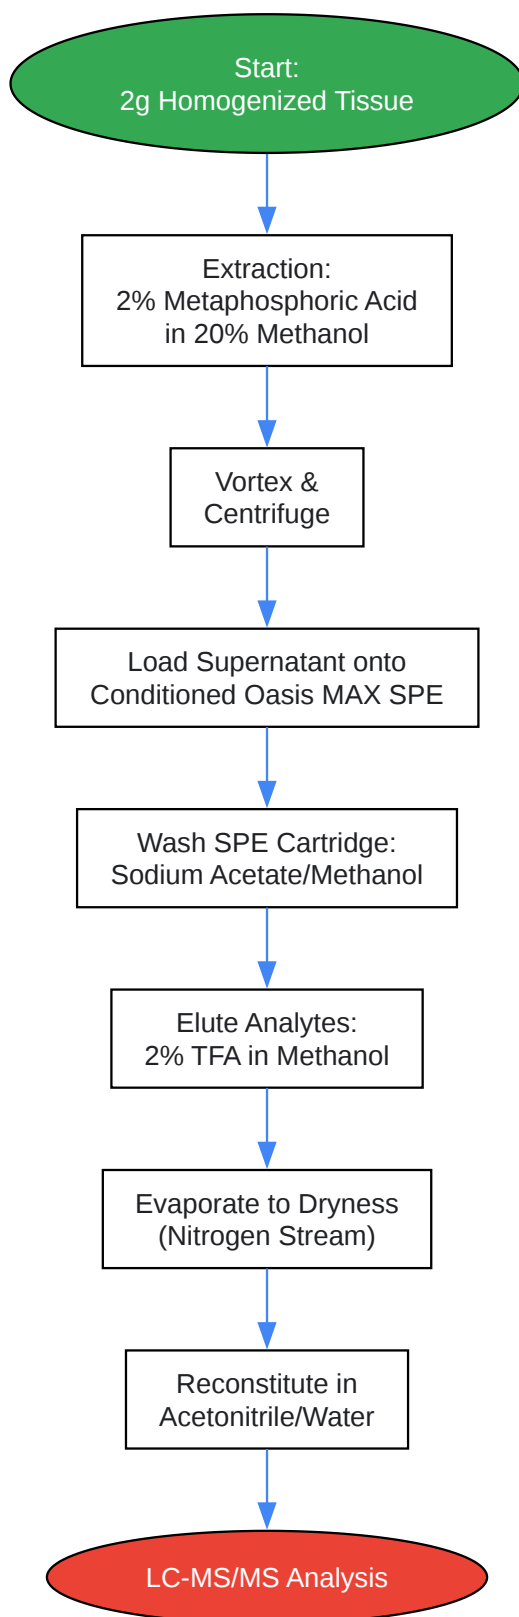 Start:
2g Homogenized Tissue
Extraction:
2% Metaphosphoric Acid
in 20% Methanol
Vortex &
Centrifuge
Load Supernatant onto
Conditioned Oasis MAX SPE
Wash SPE Cartridge:
Sodium Acetate/Methanol
Elute Analytes:
2% TFA in Methanol
Evaporate to Dryness
(Nitrogen Stream)
Reconstitute in
Acetonitrile/Water
LC-MS/MS Analysis